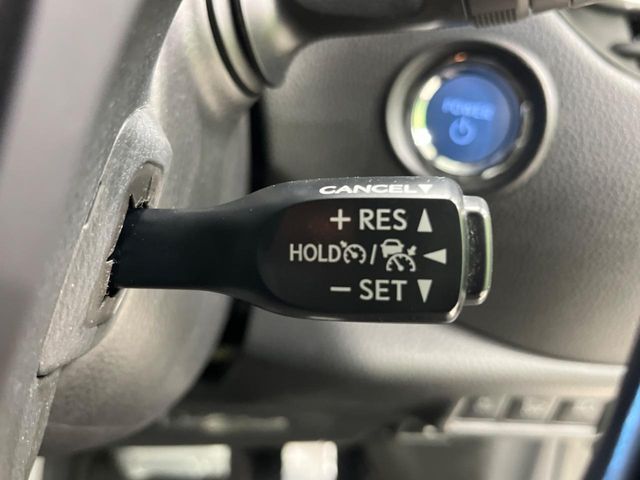 POWER
CANCEL▼
+ RES ▲
HOLD / ◀
− SET ▼